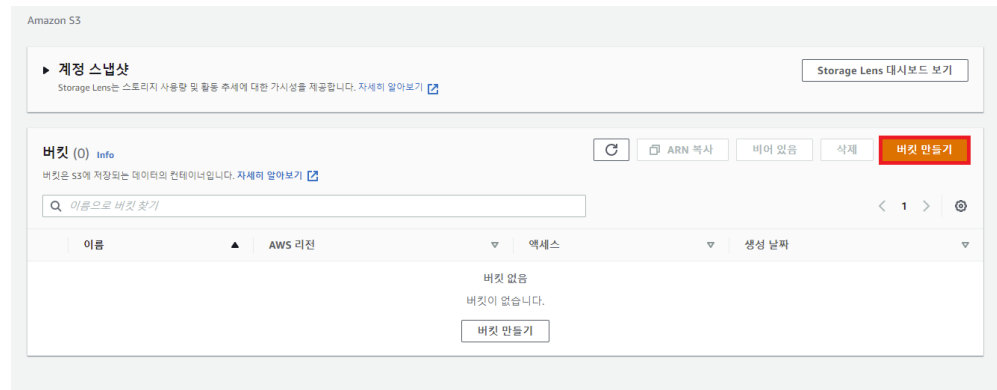 Amazon S3
계정 스냅샷
Storage Lens 대시보드 보기
Storage Lens는 스토리지 사용량 및 활동 추세에 대한 가시성을 제공합니다. 자세히 알아보기
버킷 (0) Info
ARN 복사
비어 있음
삭제
버킷 만들기
버킷은 S3에 저장되는 데이터의 컨테이너입니다. 자세히 알아보기
이름으로 버킷 찾기
1
이름 AWS 리전 액세스 생성 날짜
버킷 없음
버킷이 없습니다.
버킷 만들기